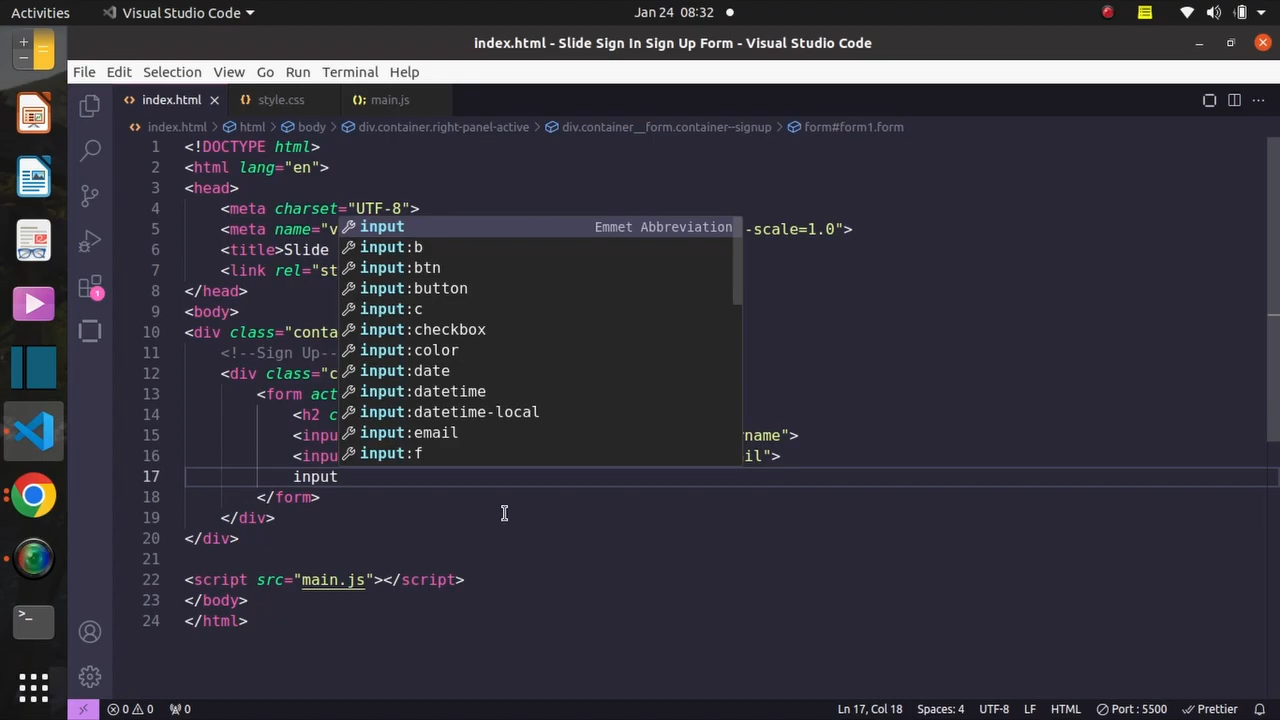 Activities Visual Studio Code Jan 24 08:32
index.html - Slide Sign In Sign Up Form - Visual Studio Code
File Edit Selection View Go Run Terminal Help
index.html style.css main.js
index.html html body div.container.right-panel-active div.container__form.container--signup form#form1.form
1 <!DOCTYPE html>
2 <html lang="en">
3 <head>
4 <meta charset="UTF-8">
5 <meta name="v -scale=1.0">
6 <title>Slide
7 <link rel="st
8 </head>
9 <body>
10 <div class="conta
11 <!--Sign Up--
12 <div class="c
13 <form act
14 <h2 c
15 <inpu name">
16 <inpu il">
17 input
18 </form>
19 </div>
20 </div>
21
22 <script src="main.js"></script>
23 </body>
24 </html>
input Emmet Abbreviation
input:b
input:btn
input:button
input:c
input:checkbox
input:color
input:date
input:datetime
input:datetime-local
input:email
input:f
1
0 0 0 Ln 17, Col 18 Spaces: 4 UTF-8 LF HTML Port : 5500 Prettier